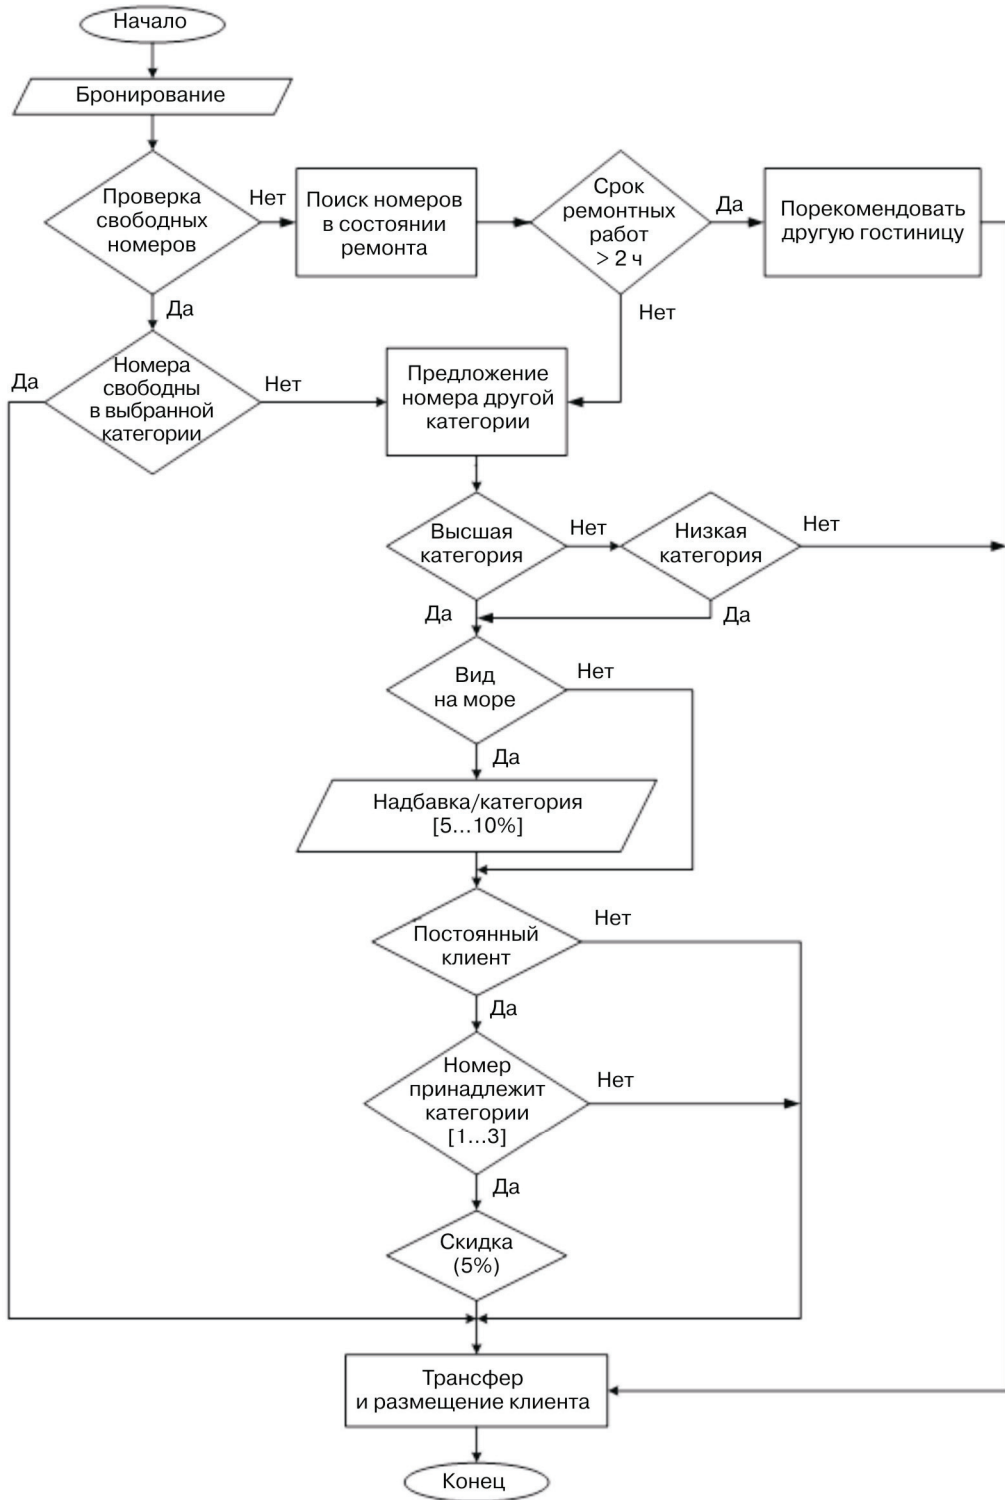 Начало
Бронирование
Проверка
свободных
номеров
Нет
Поиск номеров
в состоянии
ремонта
Срок
ремонтных
работ
> 2 ч
Да
Порекомендовать
другую гостиницу
Да
Нет
Да
Номера
свободны
в выбранной
категории
Нет
Предложение
номера другой
категории
Высшая
категория
Нет
Низкая
категория
Нет
Да
Да
Вид
на море
Нет
Да
Надбавка/категория
[5...10%]
Постоянный
клиент
Нет
Да
Номер
принадлежит
категории
[1...3]
Нет
Да
Скидка
(5%)
Трансфер
и размещение клиента
Конец